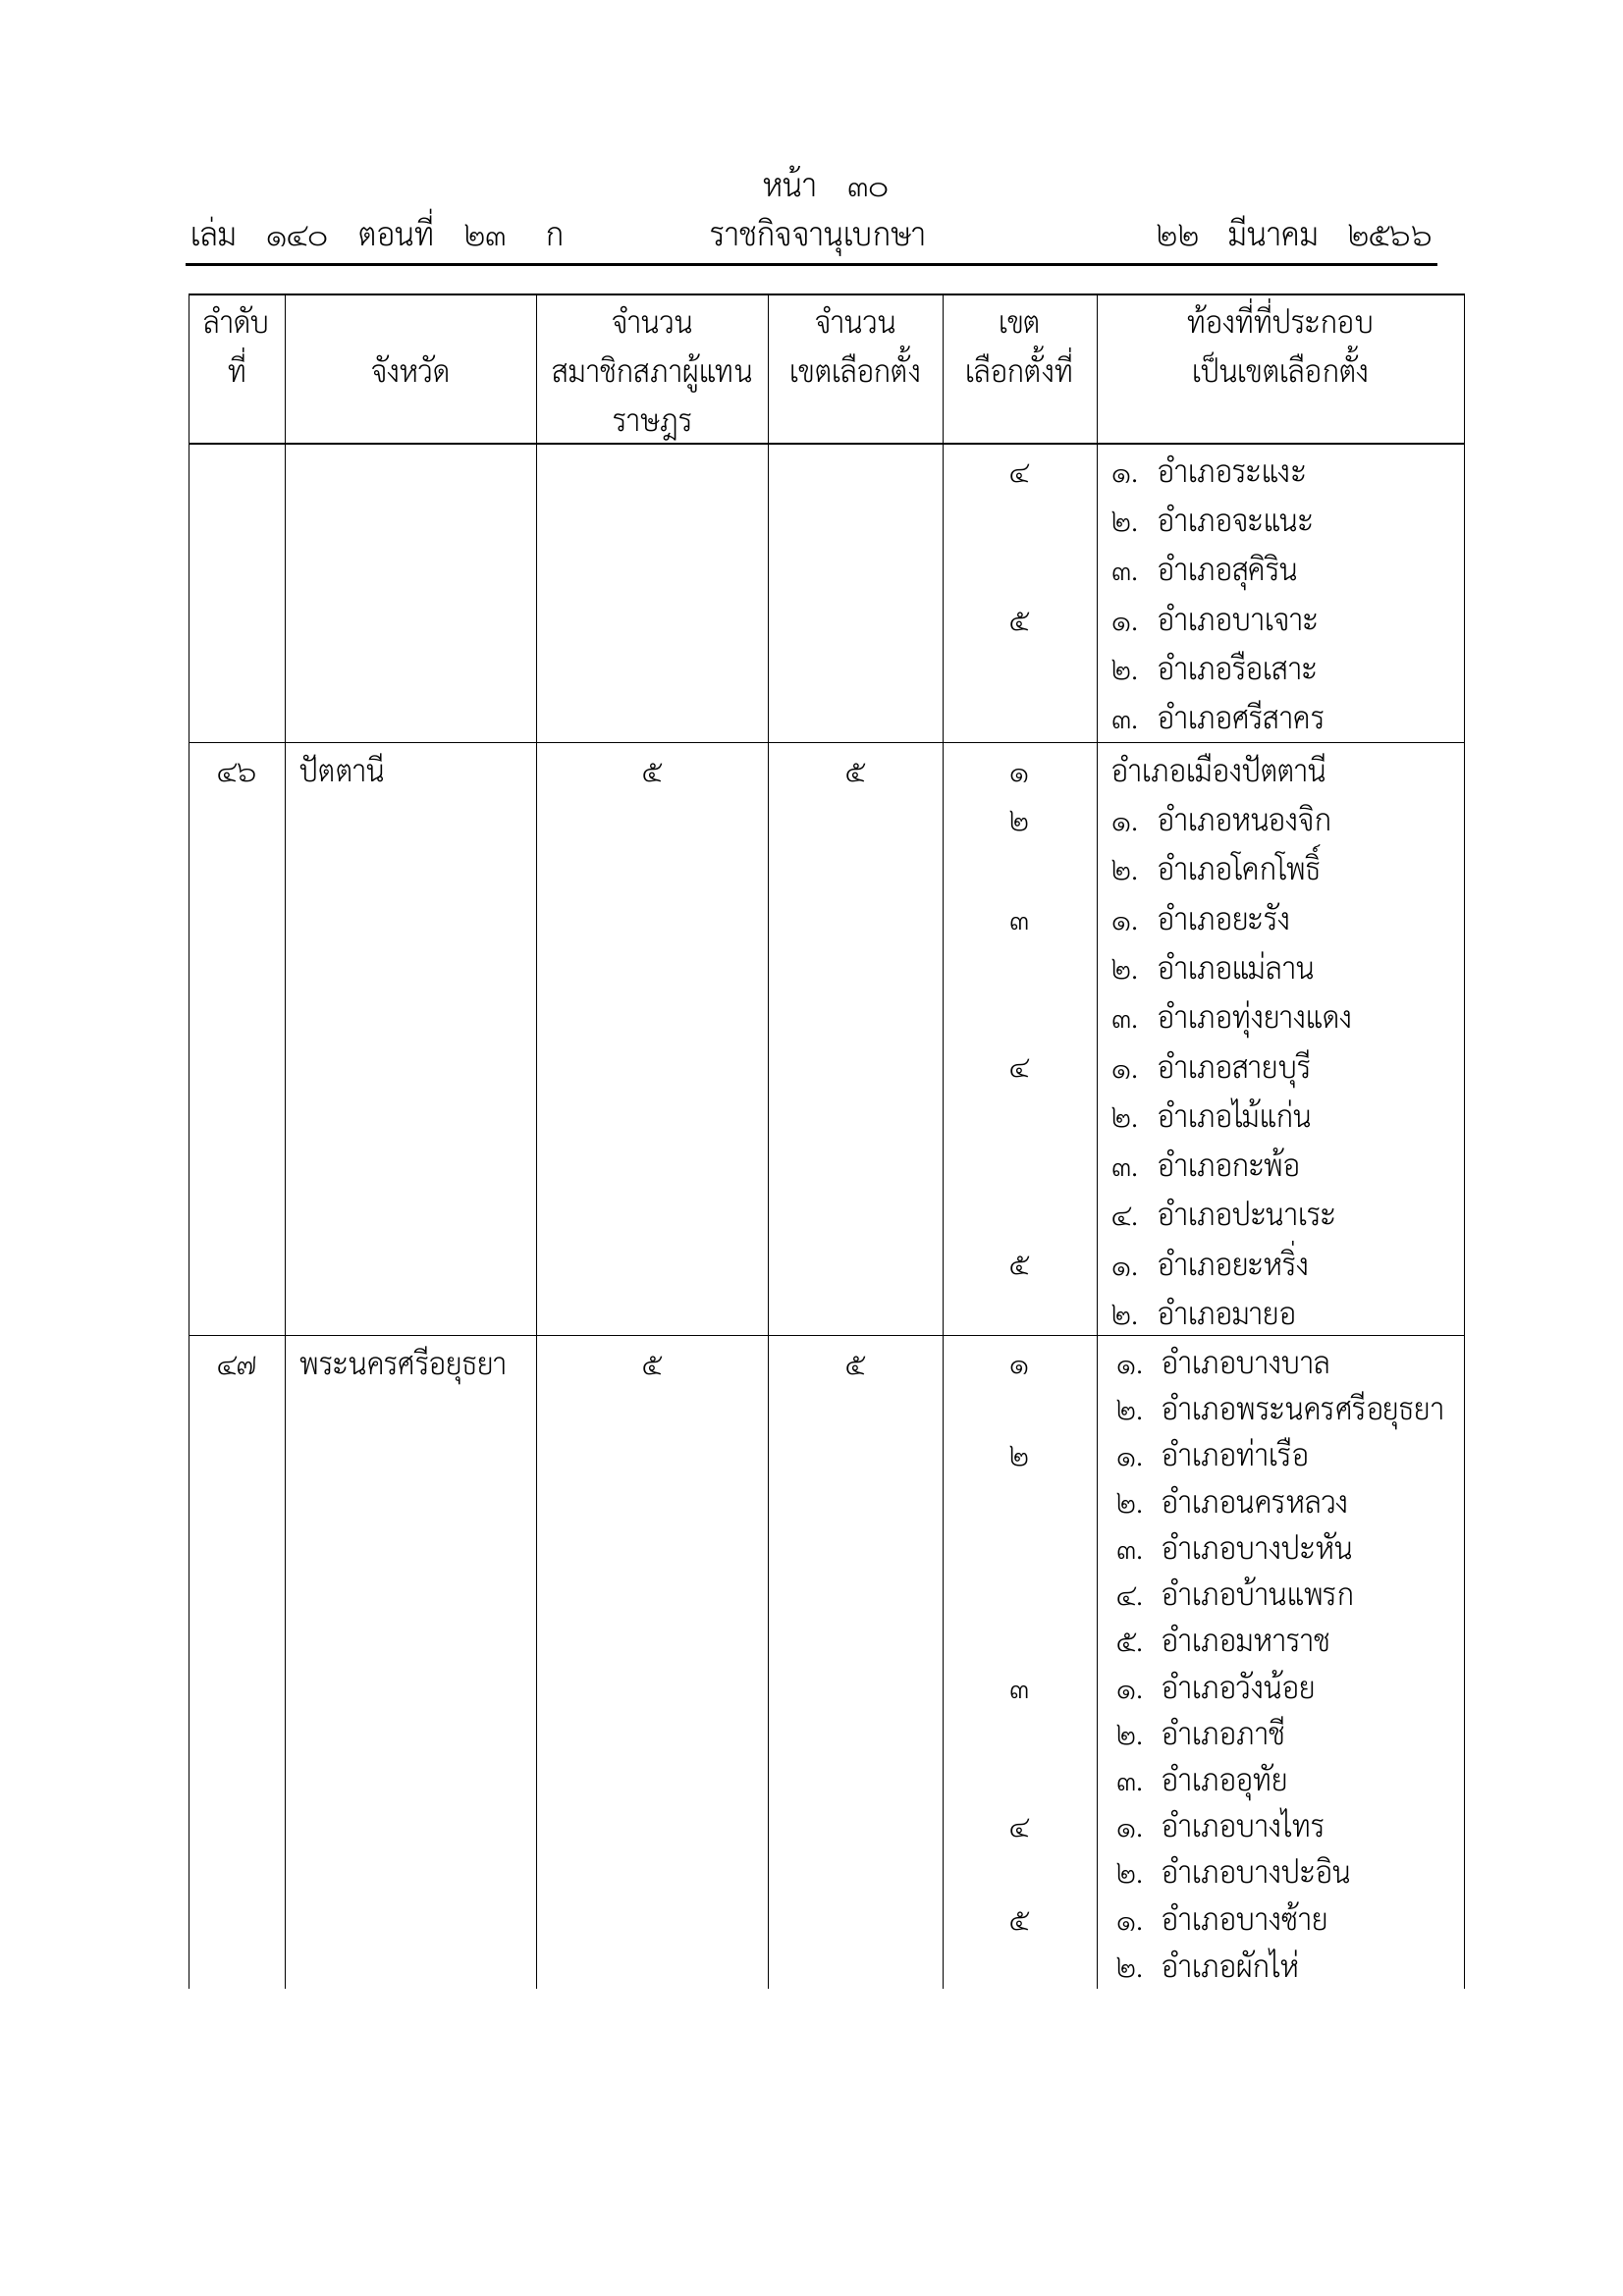 หน้า ๓๐
เล่ม ๑๔๐ ตอนที่ ๒๓ ก ราชกิจจานุเบกษา ๒๒ มีนาคม ๒๕๖๖
ลำดับ จำนวน จำนวน เขต ท้องที่ที่ประกอบ
ที่ จังหวัด สมาชิกสภาผู้แทน เขตเลือกตั้ง เลือกตั้งที่ เป็นเขตเลือกตั้ง
ราษฎร
๔ ๑. อำเภอระแงะ
๒. อำเภอจะแนะ
๓. อำเภอสุคิริน
๕ ๑. อำเภอบาเจาะ
๒. อำเภอรือเสาะ
๓. อำเภอศรีสาคร
๔๖ ปัตตานี ๕ ๕ ๑ อำเภอเมืองปัตตานี
๒ ๑. อำเภอหนองจิก
๒. อำเภอโคกโพธิ์
๓ ๑. อำเภอยะรัง
๒. อำเภอแม่ลาน
๓. อำเภอทุ่งยางแดง
๔ ๑. อำเภอสายบุรี
๒. อำเภอไม้แก่น
๓. อำเภอกะพ้อ
๔. อำเภอปะนาเระ
๕ ๑. อำเภอยะหริ่ง
๒. อำเภอมายอ
๔๗ พระนครศรีอยุธยา ๕ ๕ ๑ ๑. อำเภอบางบาล
๒. อำเภอพระนครศรีอยุธยา
๒ ๑. อำเภอท่าเรือ
๒. อำเภอนครหลวง
๓. อำเภอบางปะหัน
๔. อำเภอบ้านแพรก
๕. อำเภอมหาราช
๓ ๑. อำเภอวังน้อย
๒. อำเภอภาชี
๓. อำเภออุทัย
๔ ๑. อำเภอบางไทร
๒. อำเภอบางปะอิน
๕ ๑. อำเภอบางซ้าย
๒. อำเภอผักไห่